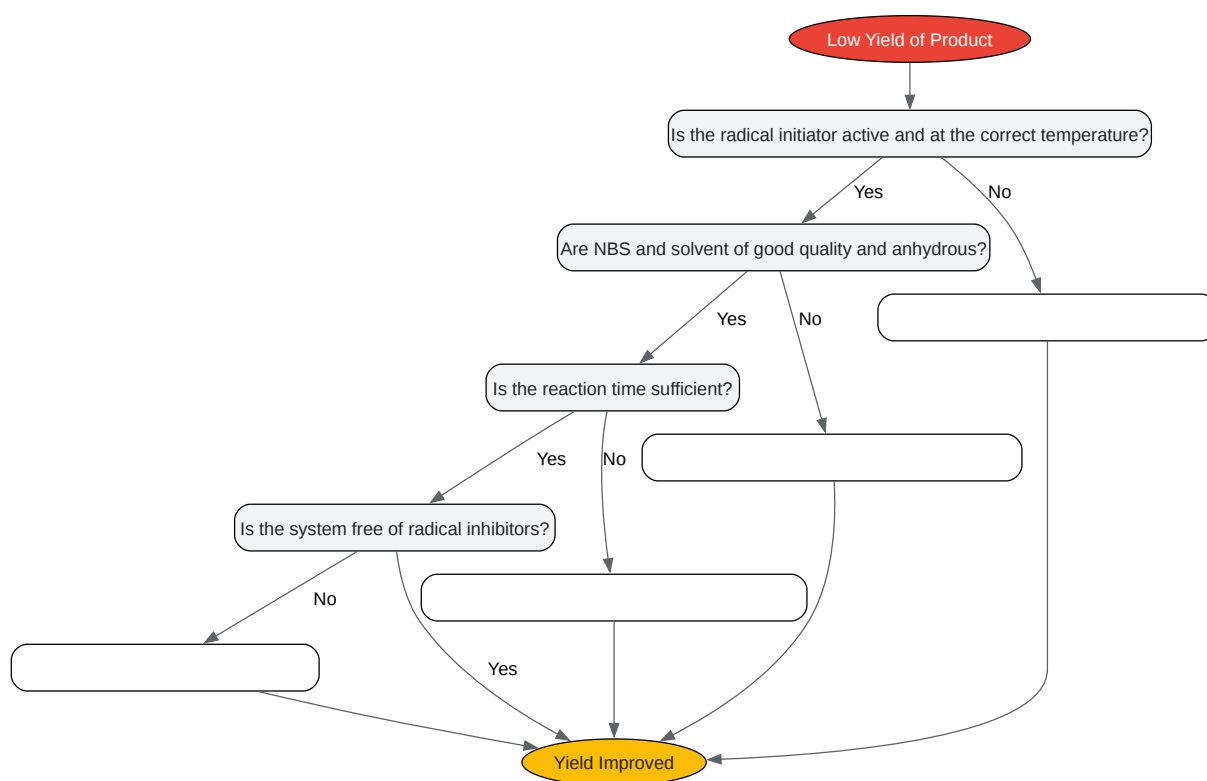 Low Yield of Product
Is the radical initiator active and at the correct temperature?
Yes
No
Are NBS and solvent of good quality and anhydrous?
Yes
No
Is the reaction time sufficient?
Yes
No
Is the system free of radical inhibitors?
No
Yes
Yield Improved